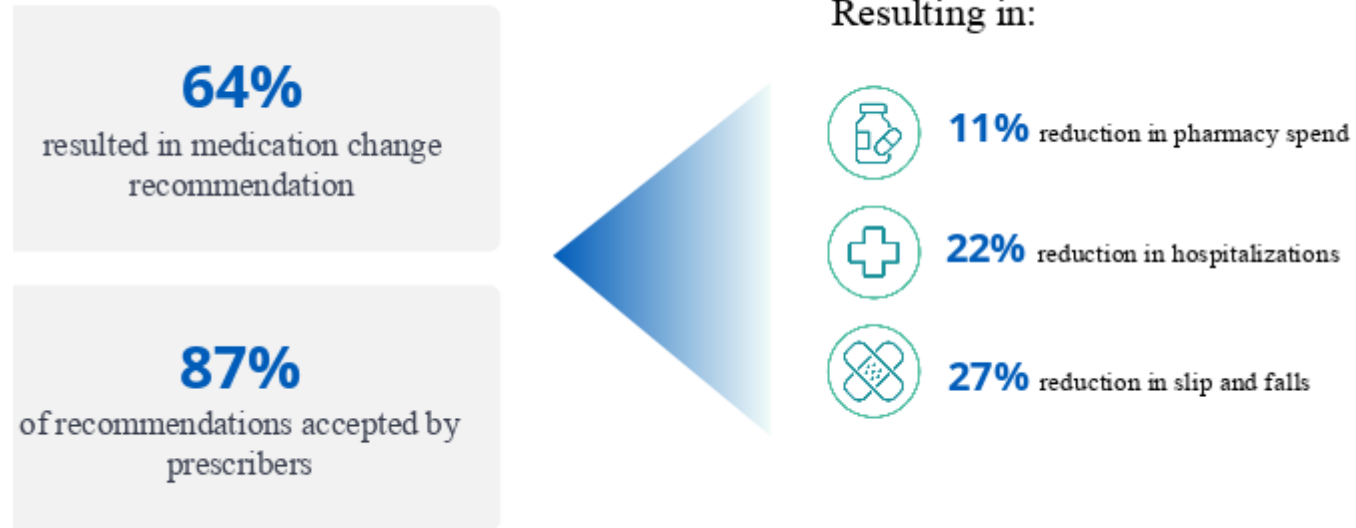 64%
resulted in medication change
recommendation
87%
of recommendations accepted by
prescribers
Resulting in:
11% reduction in pharmacy spend
22% reduction in hospitalizations
27% reduction in slip and falls